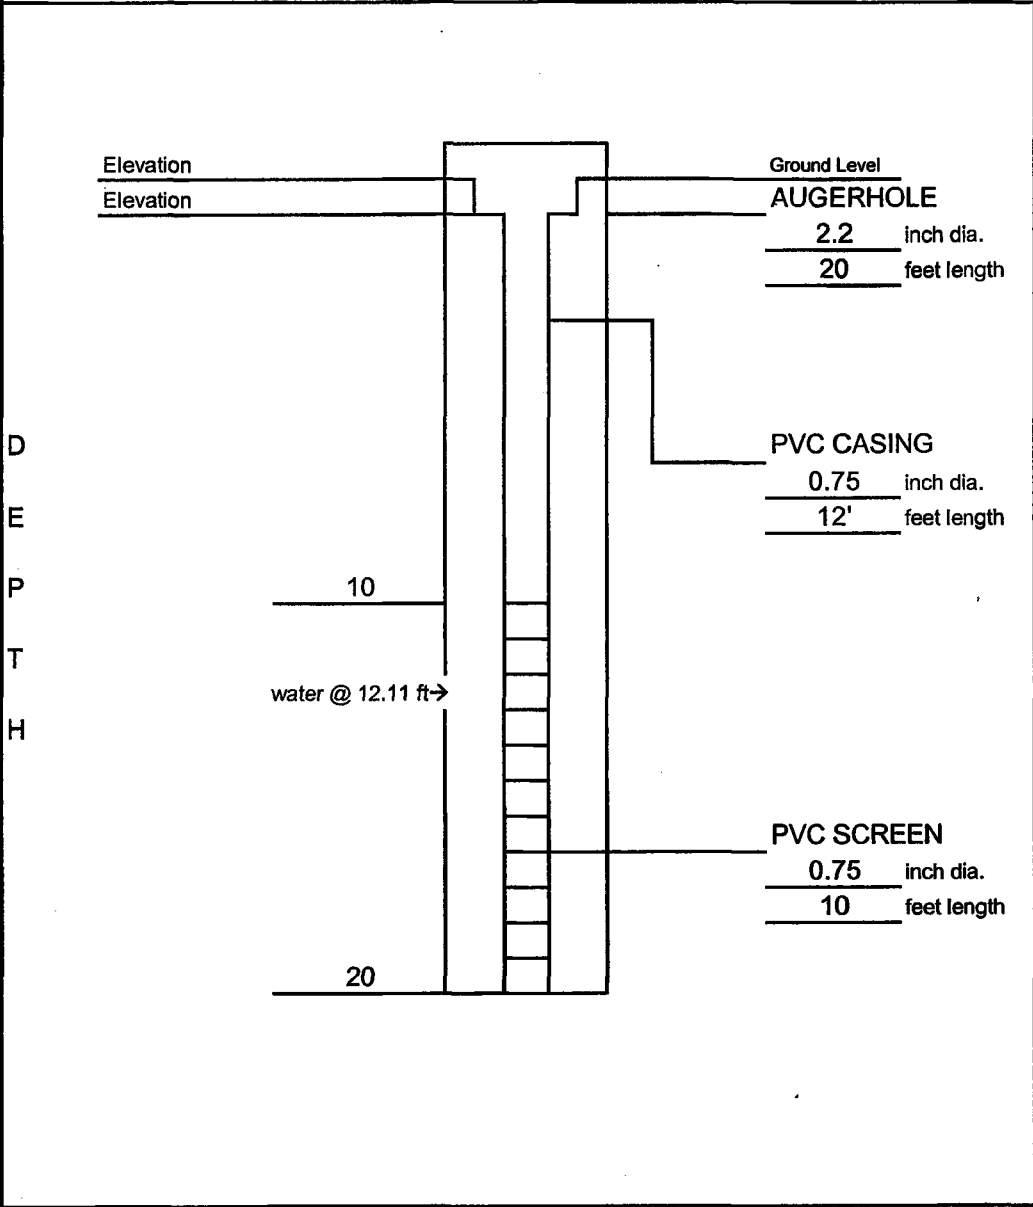 Elevation
Elevation
Ground Level
AUGERHOLE
2.2 inch dia.
20 feet length
PVC CASING
0.75 inch dia.
12' feet length
D
E
P
T
H
10
water @ 12.11 ft→
PVC SCREEN
0.75 inch dia.
10 feet length
20